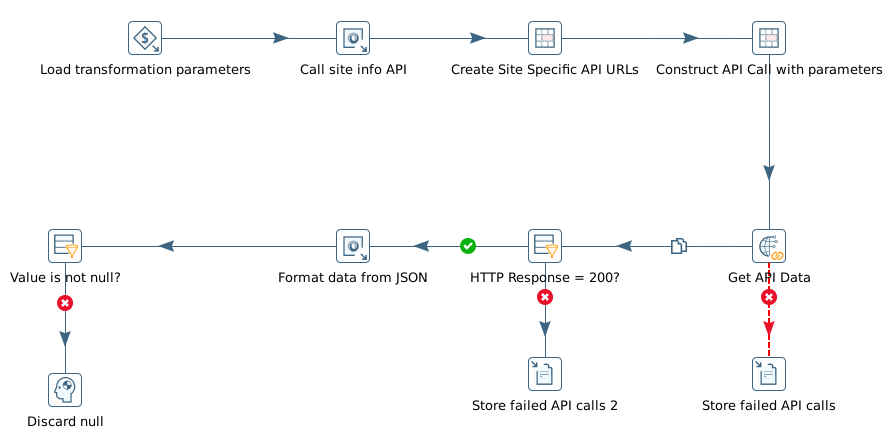 Load transformation parameters
Call site info API
Create Site Specific API URLs
Construct API Call with parameters
Value is not null?
Format data from JSON
HTTP Response = 200?
Get API Data
Discard null
Store failed API calls 2
Store failed API calls